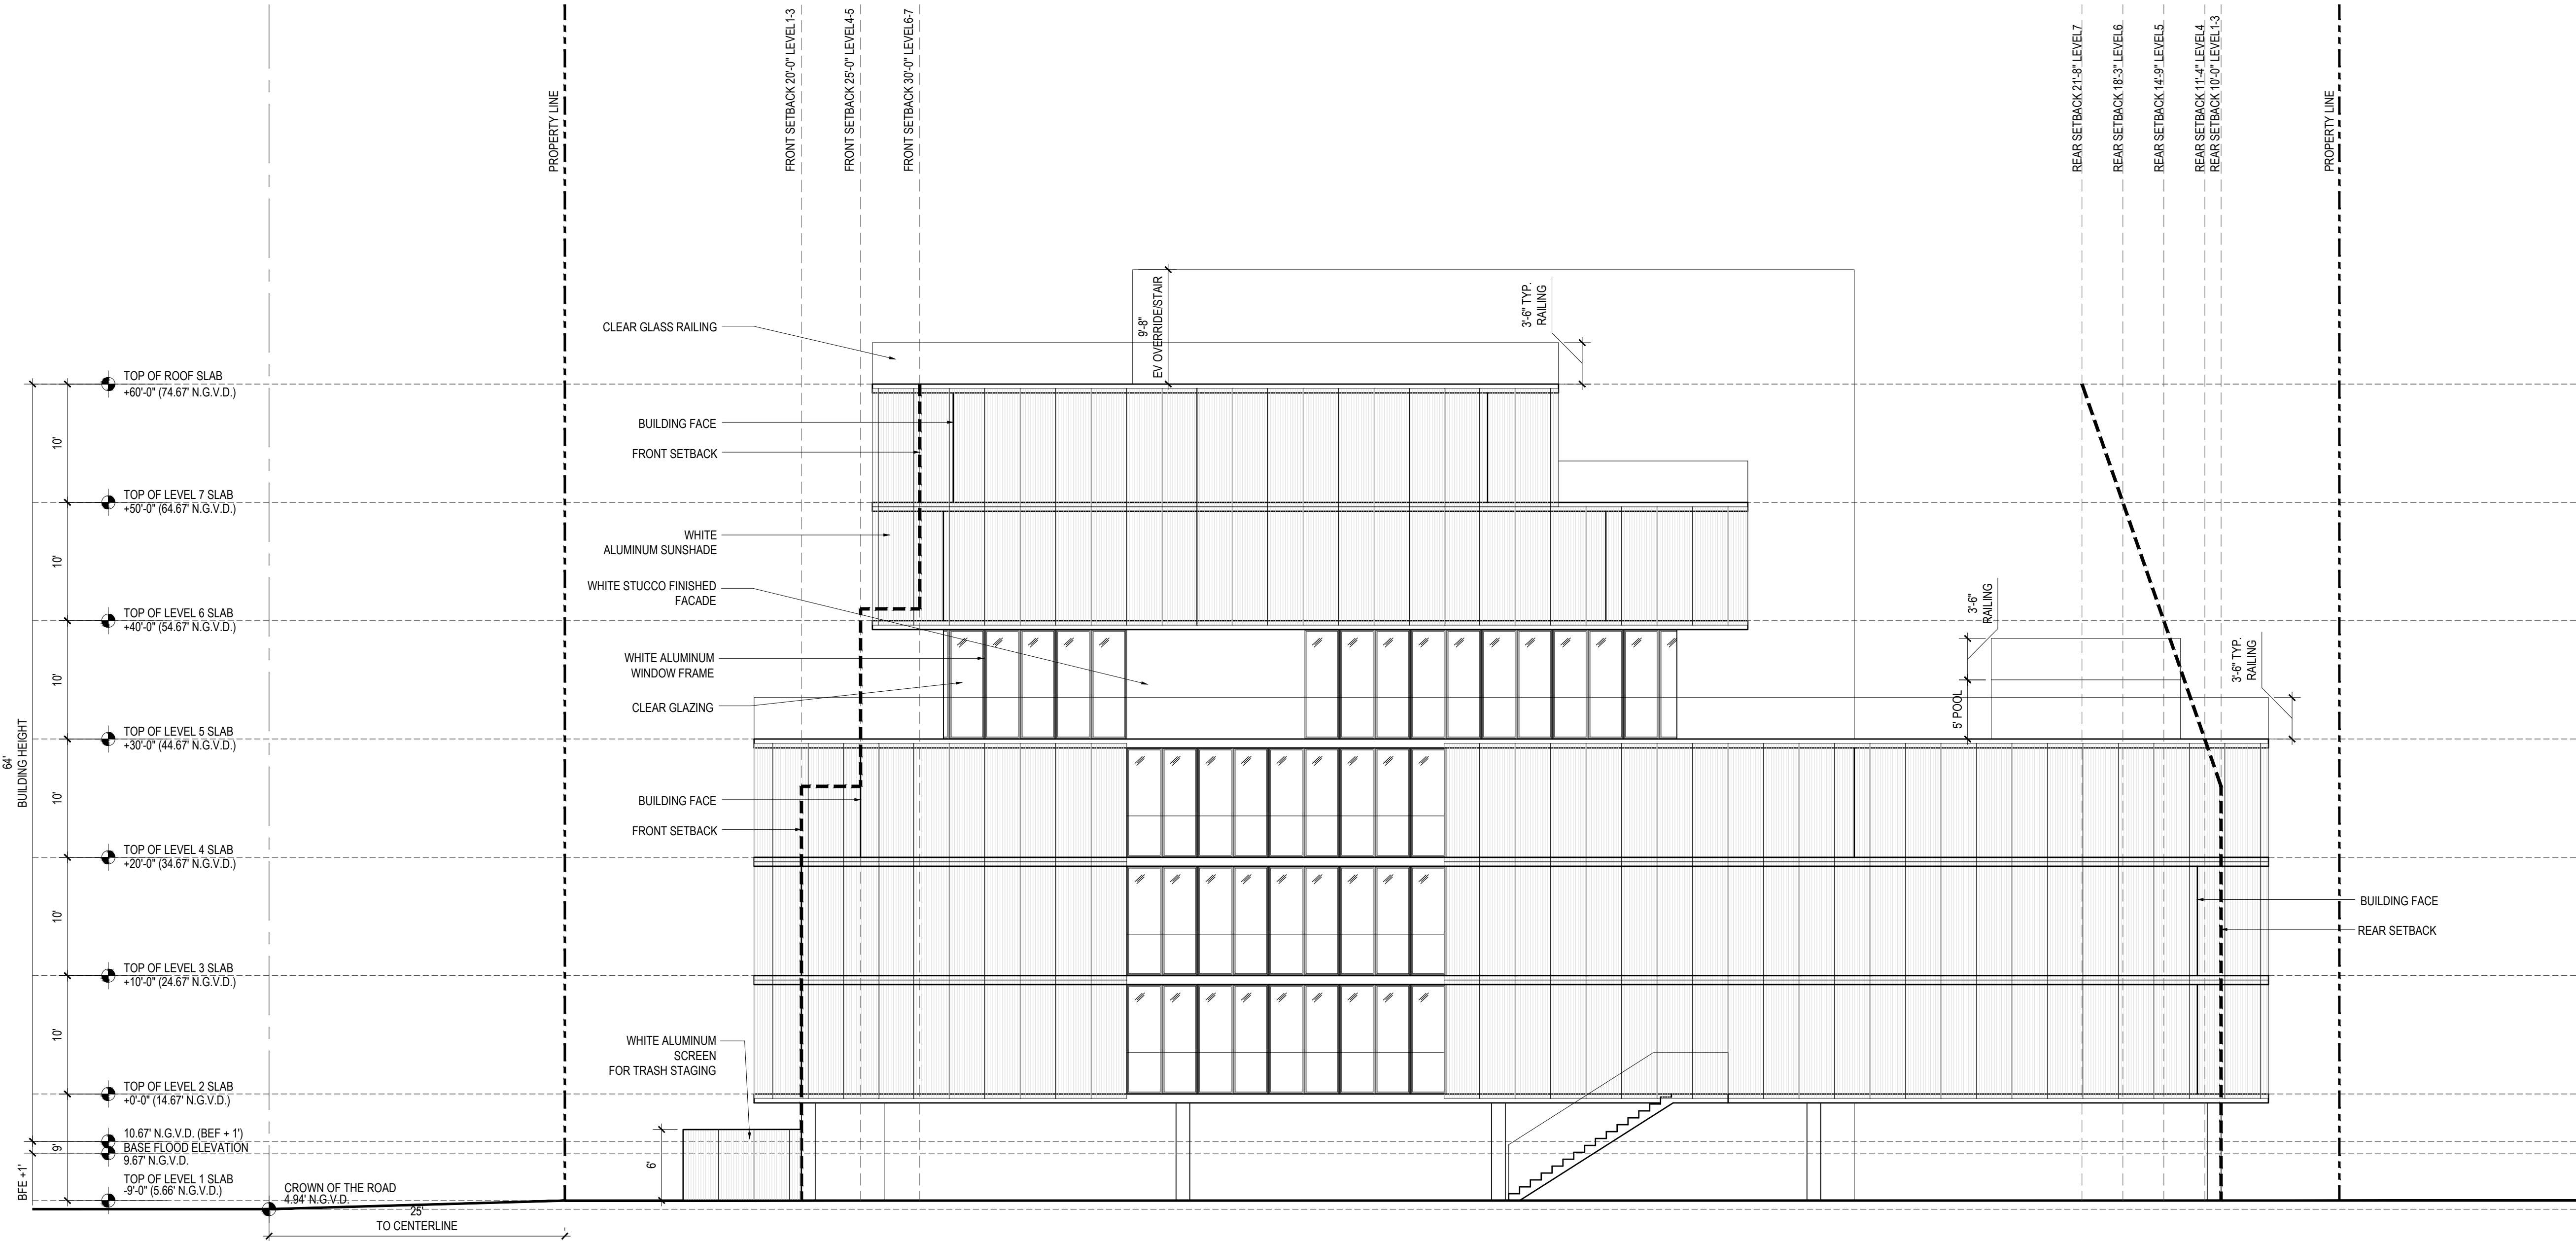 PROPERTY LINE
FRONT SETBACK 20'-0" LEVEL1-3
FRONT SETBACK 25'-0" LEVEL4-5
FRONT SETBACK 30'-0" LEVEL6-7
REAR SETBACK 21'-8" LEVEL7
REAR SETBACK 18'-3" LEVEL6
REAR SETBACK 14'-9" LEVEL5
REAR SETBACK 11'-4" LEVEL4
REAR SETBACK 10'-0" LEVEL1-3
PROPERTY LINE
9'-8"
EV OVERRIDE/STAIR
3'-6" TYP.
RAILING
CLEAR GLASS RAILING
TOP OF ROOF SLAB
+60'-0" (74.67 N.G.V.D.)
BUILDING FACE
10'
FRONT SETBACK
TOP OF LEVEL 7 SLAB
+50'-0" (64.67 N.G.V.D.)
WHITE
ALUMINUM SUNSHADE
10'
WHITE STUCCO FINISHED
FACADE
3'-6"
RAILING
TOP OF LEVEL 6 SLAB
+40'-0" (54.67 N.G.V.D.)
WHITE ALUMINUM
WINDOW FRAME
3'-6" TYP.
RAILING
10'
CLEAR GLAZING
5' POOL
TOP OF LEVEL 5 SLAB
+30'-0" (44.67 N.G.V.D.)
64'
BUILDING HEIGHT
10'
BUILDING FACE
FRONT SETBACK
TOP OF LEVEL 4 SLAB
+20'-0" (34.67 N.G.V.D.)
BUILDING FACE
10'
REAR SETBACK
TOP OF LEVEL 3 SLAB
+10'-0" (24.67 N.G.V.D.)
10'
WHITE ALUMINUM
SCREEN
FOR TRASH STAGING
TOP OF LEVEL 2 SLAB
+0'-0" (14.67' N.G.V.D.)
10.67' N.G.V.D. (BEF + 1')
BASE FLOOD ELEVATION
9.67' N.G.V.D.
9'
6'
BFE +1'
TOP OF LEVEL 1 SLAB
-9'-0" (5.66' N.G.V.D.)
CROWN OF THE ROAD
4.94' N.G.V.D.
25'
TO CENTERLINE